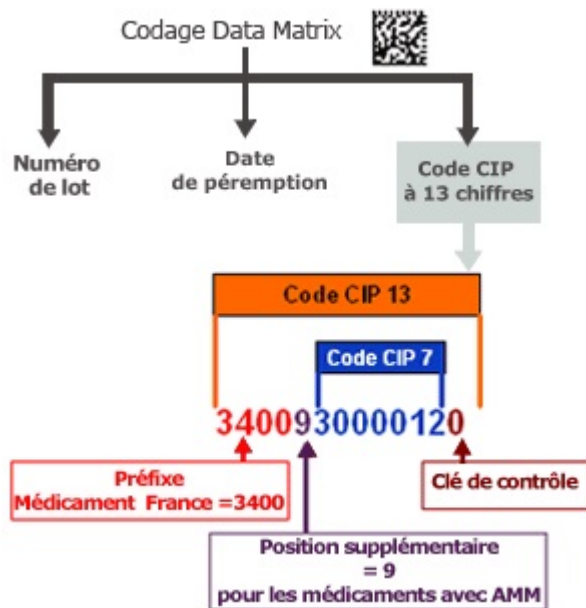 Codage Data Matrix
Numéro
de lot
Date
de péremption
Code CIP
à 13 chiffres
Code CIP 13
Code CIP 7
3400930000120
Préfixe
Médicament France =3400
Clé de contrôle
Position supplémentaire
= 9
pour les médicaments avec AMM